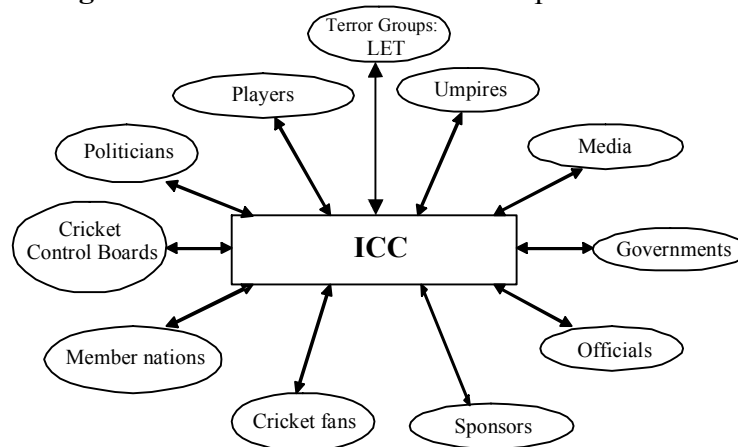 Terror Groups:
LET
Players
Umpires
Politicians
Media
Cricket
Control Boards
ICC
Governments
Member nations
Officials
Cricket fans
Sponsors